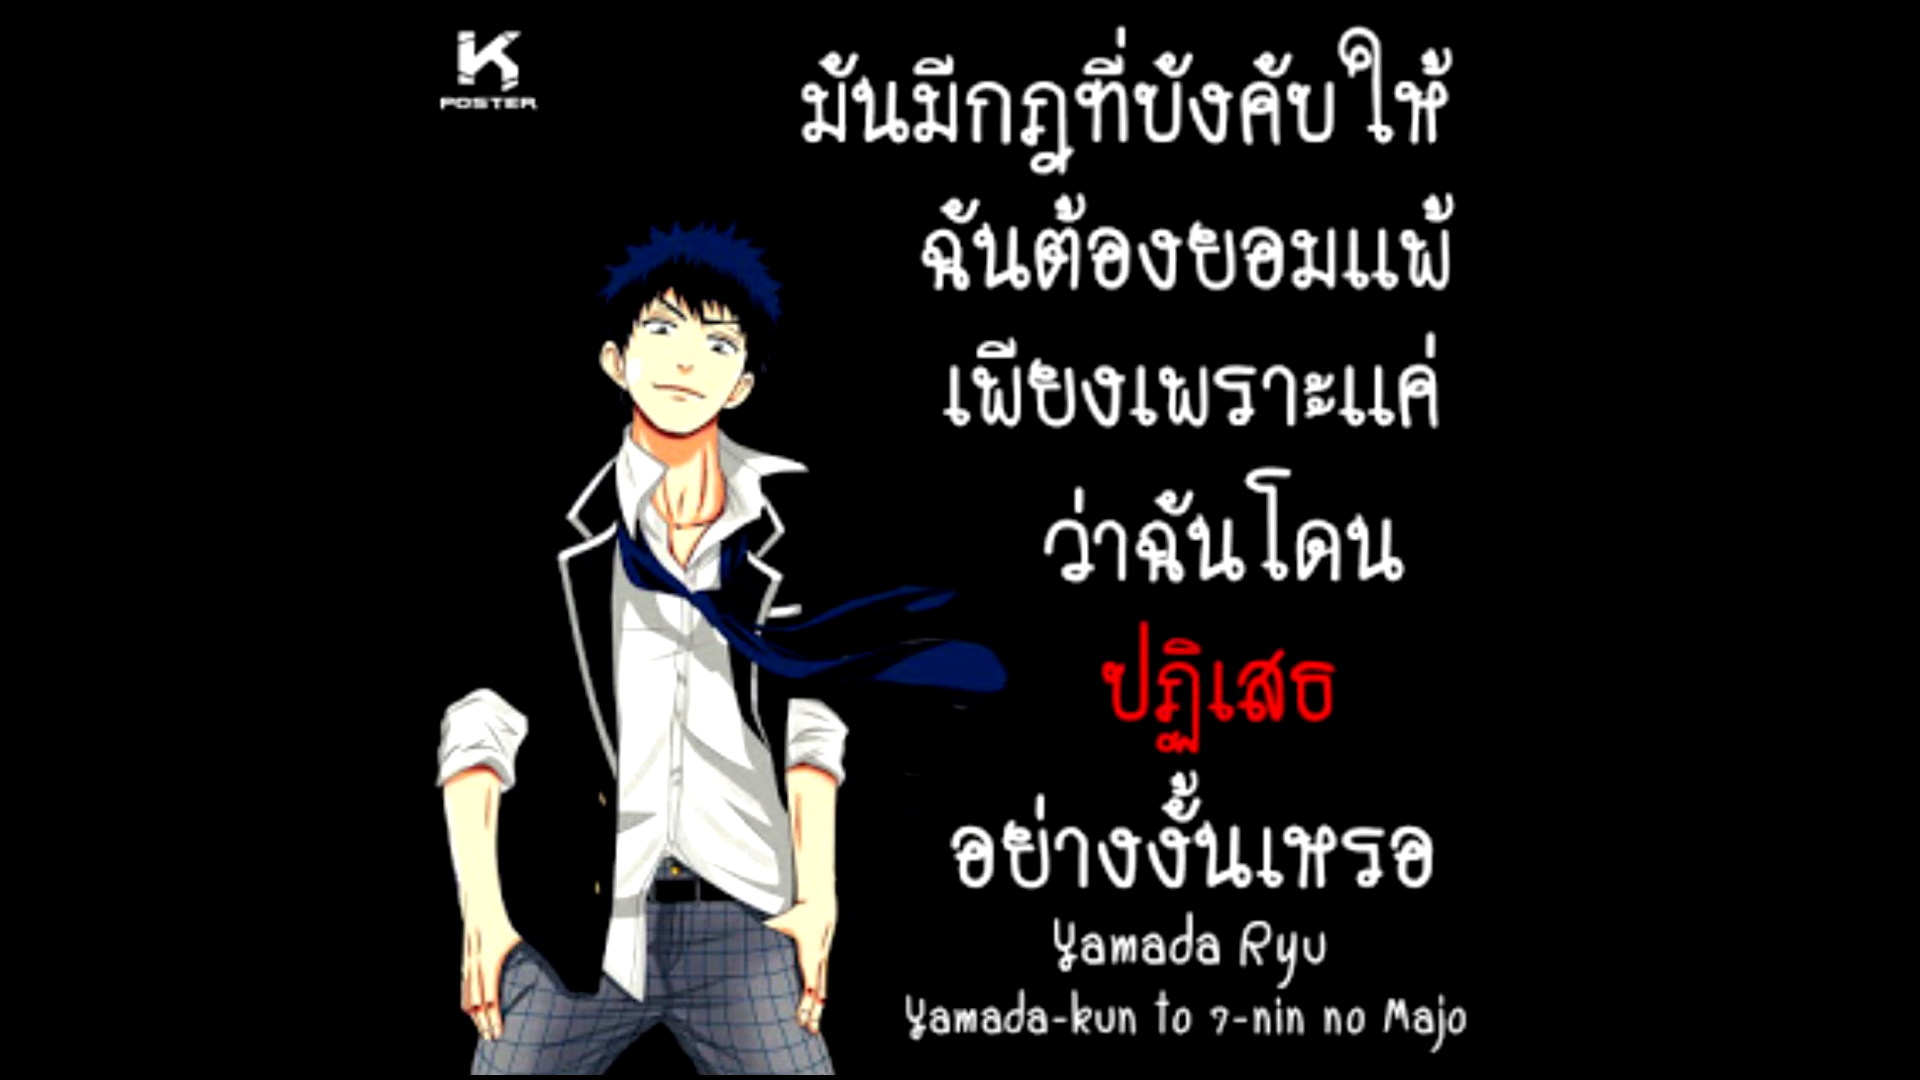 K
POSTER
มันมีกฎที่บังคับให้
ฉันต้องยอมแพ้
เพียงเพราะแค่
ว่าฉันโดน
ปฏิเสธ
อย่างงั้นเหรอ
Yamada Ryu
Yamada-kun to 7-nin no Majo